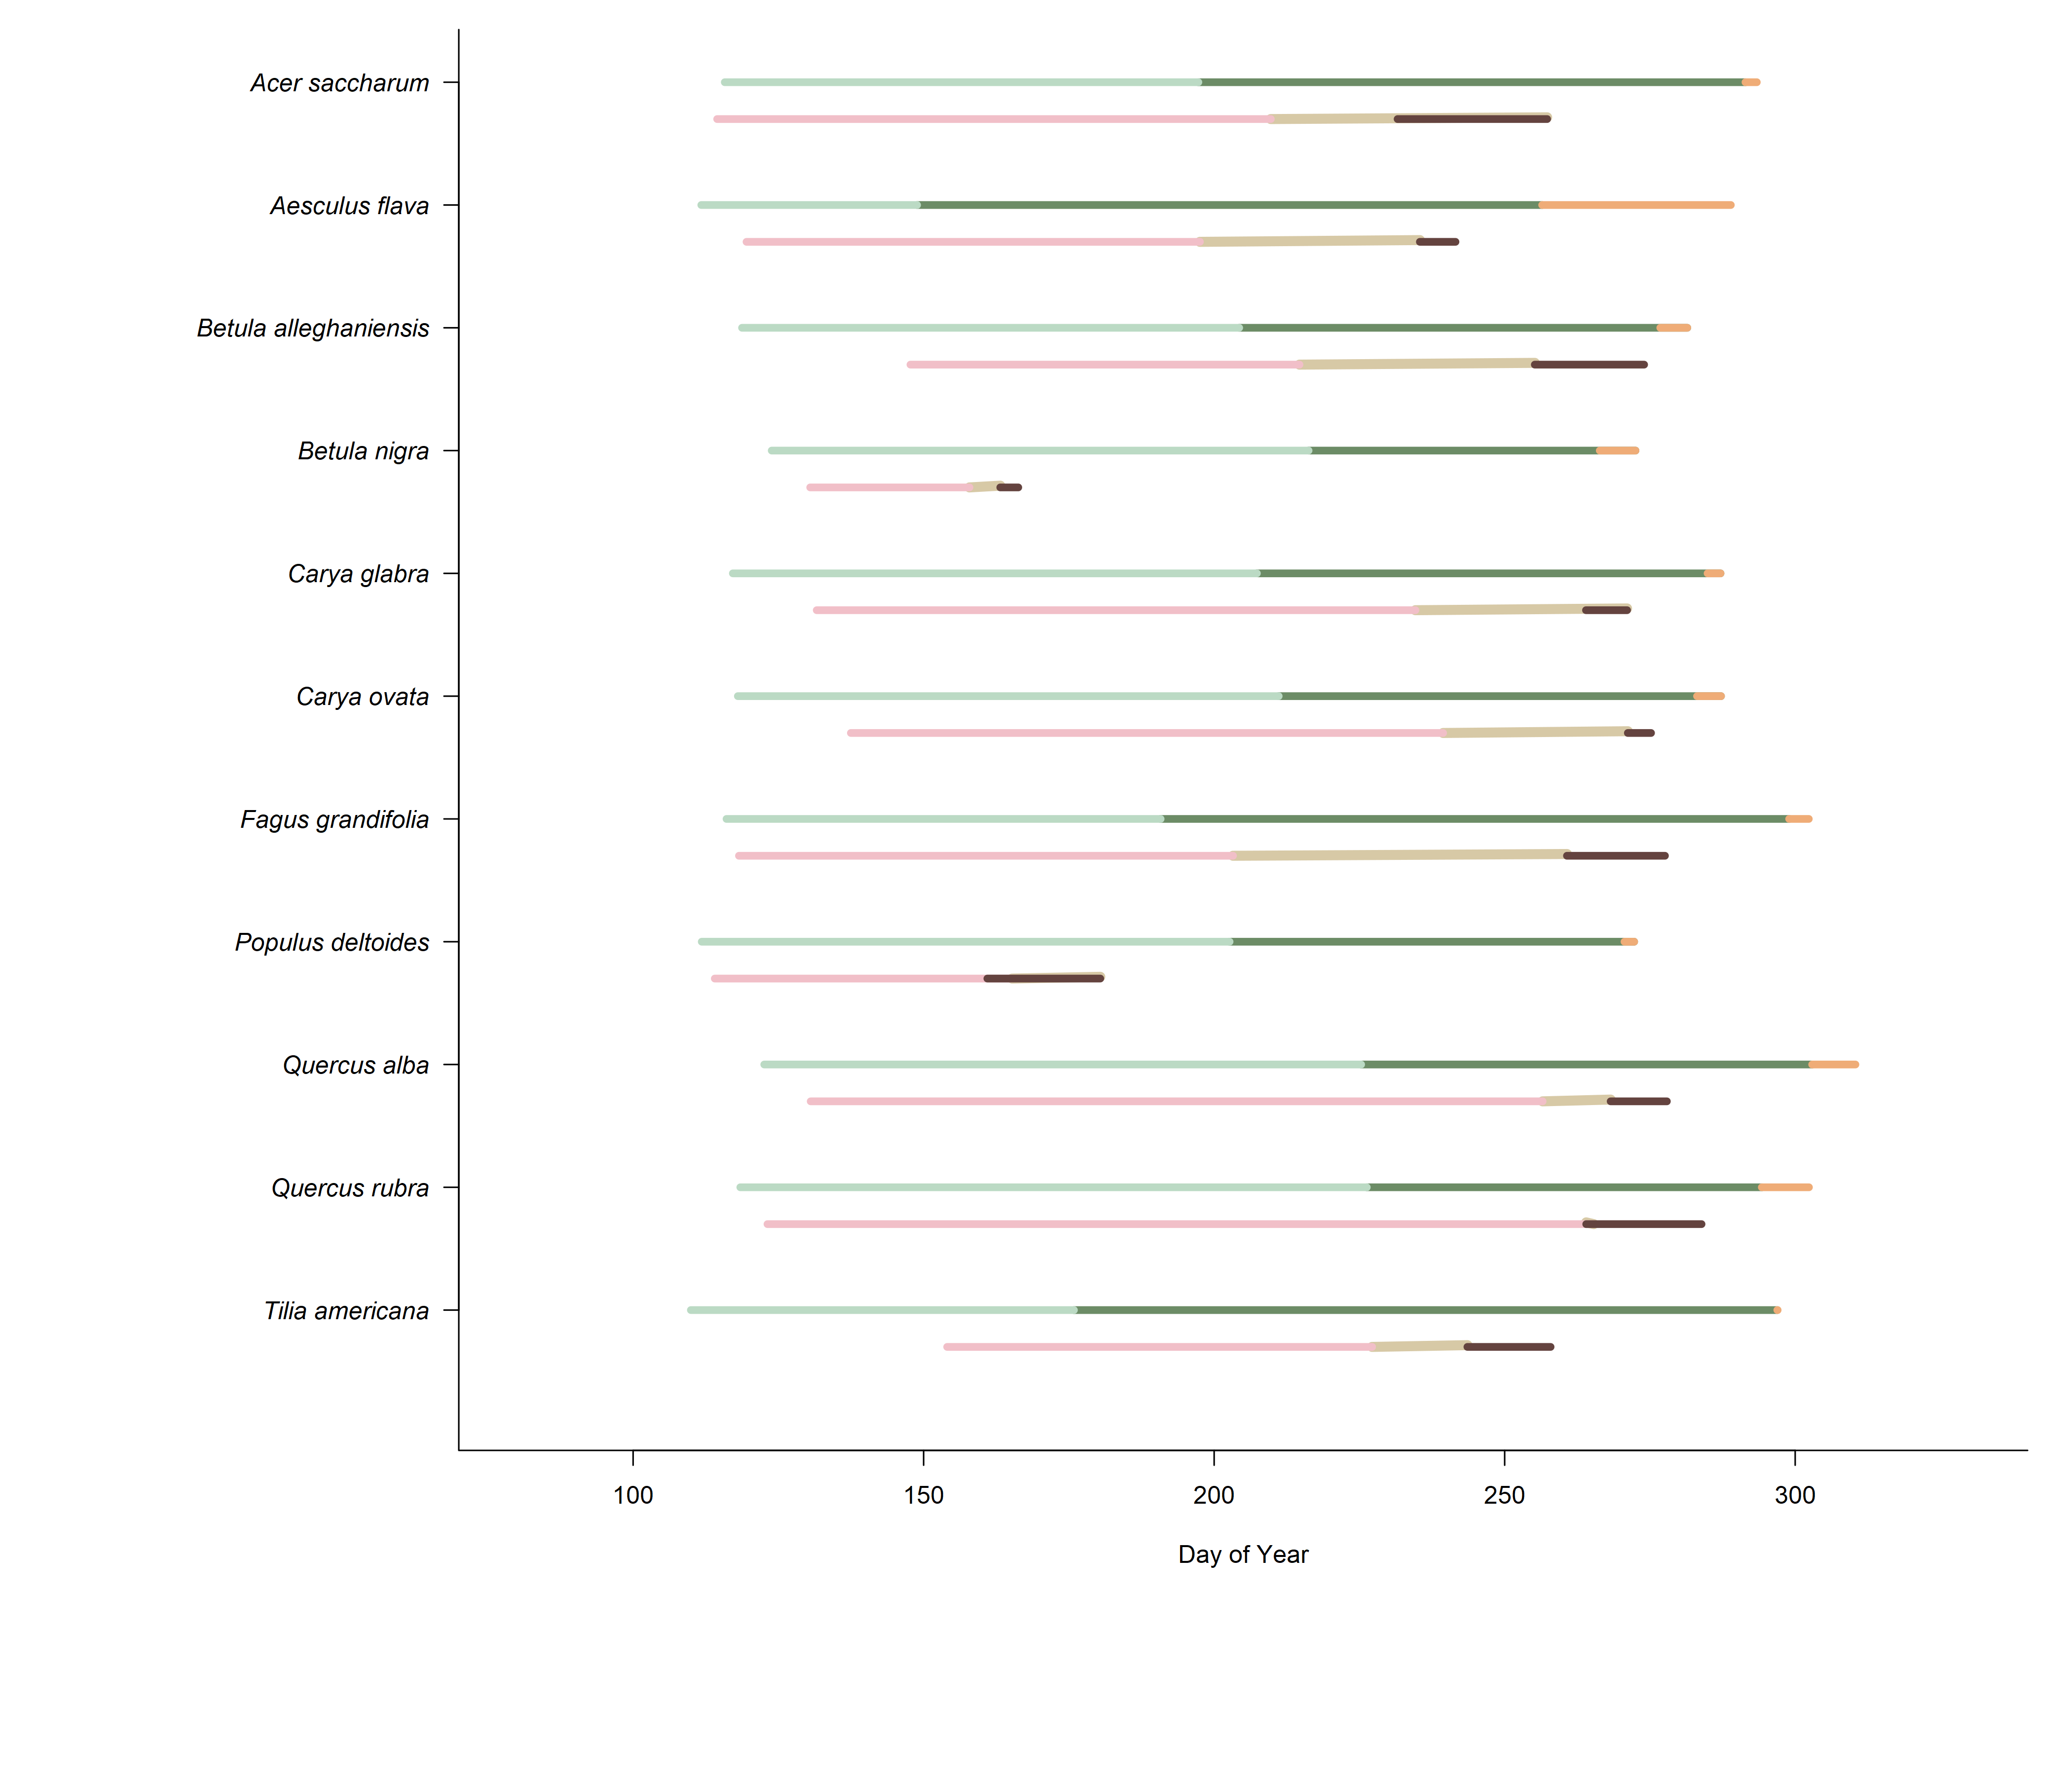 Acer saccharum
Aesculus flava
Betula alleghaniensis
Betula nigra
Carya glabra
Carya ovata
Fagus grandifolia
Populus deltoides
Quercus alba
Quercus rubra
Tilia americana
100 150 200 250 300
Day of Year